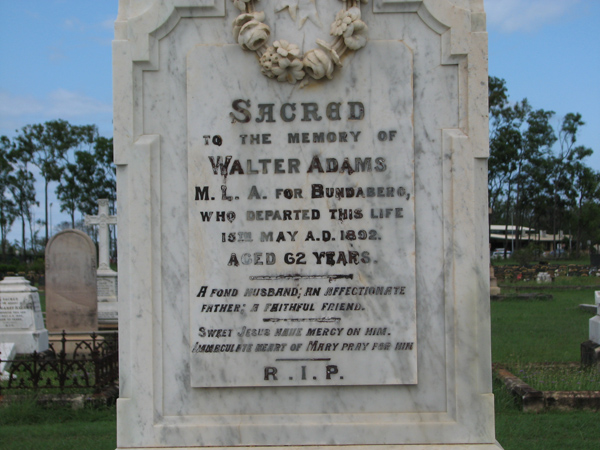 SACRED
TO THE MEMORY OF
WALTER ADAMS
M. L. A. FOR BUNDABERG,
WHO DEPARTED THIS LIFE
15TH MAY A.D. 1892.
AGED 62 YEARS.
A FOND HUSBAND; AN AFFECTIONATE
FATHER; A FAITHFUL FRIEND.
SWEET JESUS HAVE MERCY ON HIM.
IMMACULATE HEART OF MARY PRAY FOR HIM
R.I.P.